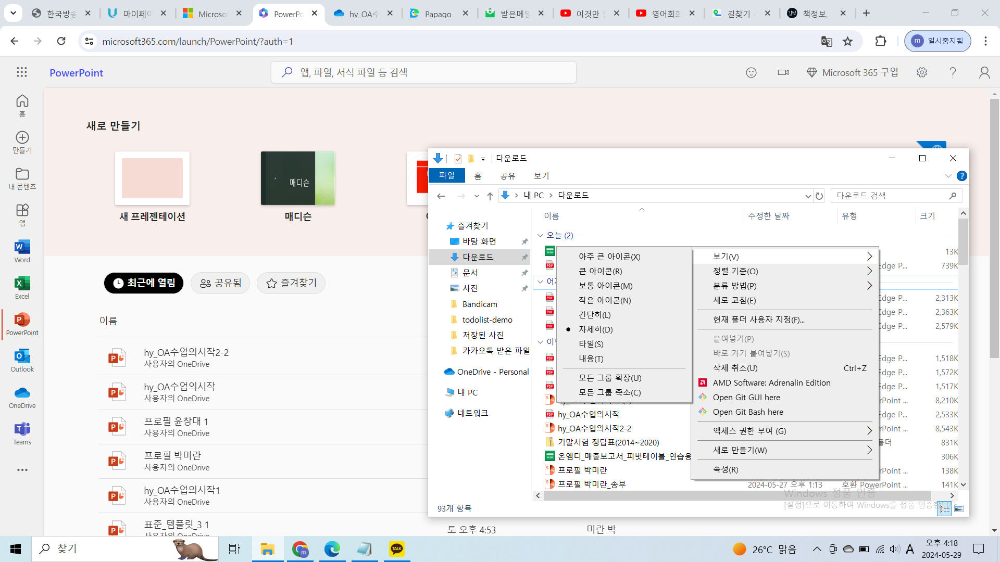 한국방송
마이페이
Microsof
PowerPo
hy_OA수
Papago
받은메일
이것만
영어회화
길찾기 -
책정보,
microsoft365.com/launch/PowerPoint/?auth=1
m 일시중지됨
PowerPoint
앱, 파일, 서식 파일 등 검색
Microsoft 365 구입
홈
만들기
내 콘텐츠
앱
Word
Excel
PowerPoint
Outlook
OneDrive
Teams
새로 만들기
매디슨
새 프레젠테이션
매디슨
최근에 열림
공유됨
즐겨찾기
이름
hy_OA수업의시작2-2
사용자의 OneDrive
hy_OA수업의시작
사용자의 OneDrive
프로필 윤창대 1
사용자의 OneDrive
프로필 박미란
사용자의 OneDrive
hy_OA수업의시작1
사용자의 OneDrive
표준_템플릿_3 1
사용자의 OneDrive
토 오후 4:53
미란 박
다운로드
파일
홈
공유
보기
내 PC
다운로드
다운로드 검색
즐겨찾기
바탕 화면
다운로드
문서
사진
Bandicam
todolist-demo
저장된 사진
카카오톡 받은 파일
OneDrive - Personal
내 PC
네트워크
이름
수정한 날짜
유형
크기
오늘 (2)
13K
Edge P... 739K
Edge P... 2,313K
Edge P... 2,363K
Edge P... 2,579K
Edge P... 1,518K
Edge P... 1,572K
Edge P... 1,517K
rPoint ... 8,210K
hy_OA수업의시작 Edge P... 2,533K
hy_OA수업의시작2-2 rPoint ... 8,543K
기말시험 정답표(2014~2020) 폴더 831K
온엠디_매출보고서_피벗테이블_연습용 306K
프로필 박미란 rPoint ... 138K
프로필 박미란_송부 2024-05-27 오후 1:13 호환 PowerPoint ... 141K
93개 항목
아주 큰 아이콘(X)
큰 아이콘(R)
보통 아이콘(M)
작은 아이콘(N)
간단히(L)
자세히(D)
타일(S)
내용(T)
모든 그룹 확장(U)
모든 그룹 축소(C)
보기(V)
정렬 기준(O)
분류 방법(P)
새로 고침(E)
현재 폴더 사용자 지정(F)...
붙여넣기(P)
바로 가기 붙여넣기(S)
삭제 취소(U) Ctrl+Z
AMD Software: Adrenalin Edition
Open Git GUI here
Open Git Bash here
액세스 권한 부여 (G)
새로 만들기(W)
속성(R)
Windows 정품 인증
[설정]으로 이동하여 Windows를 정품 인증합
찾기
TALK
26°C 맑음
A
오후 4:18
2024-05-29